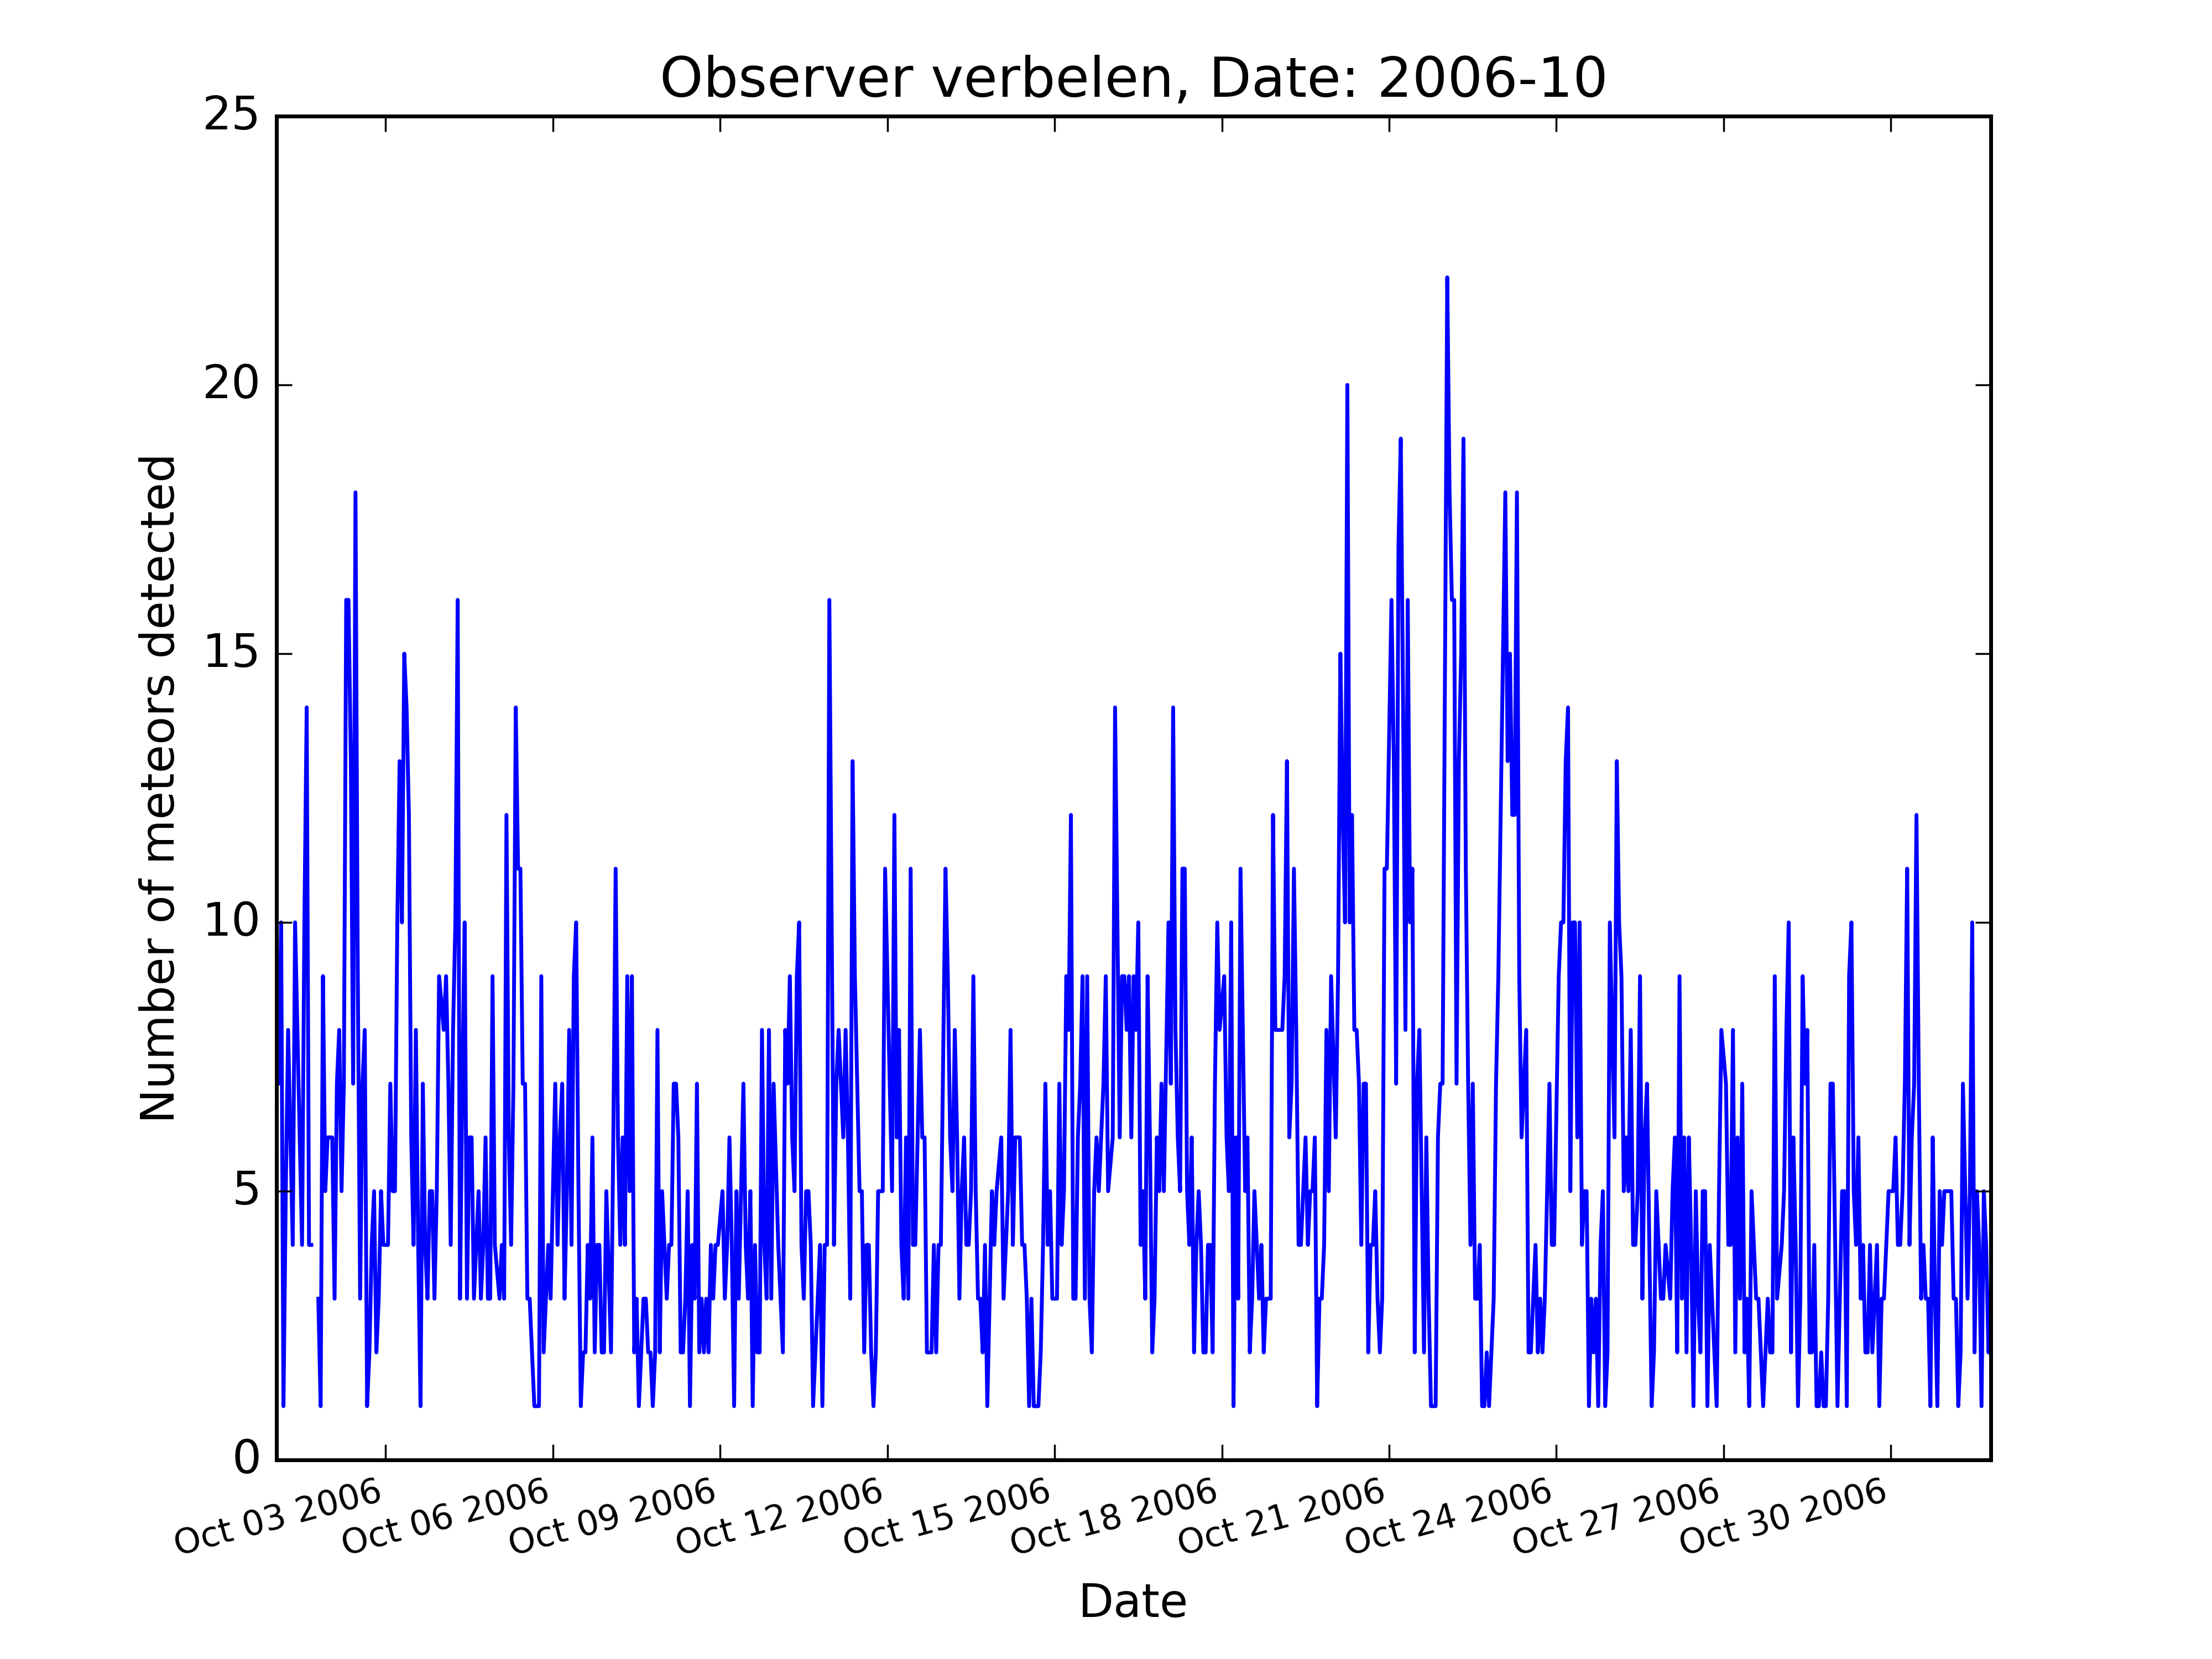 Observer verbelen, Date: 2006-10
Number of meteors detected
25
20
15
10
5
0
Oct 03 2006
Oct 06 2006
Oct 09 2006
Oct 12 2006
Oct 15 2006
Oct 18 2006
Oct 21 2006
Oct 24 2006
Oct 27 2006
Oct 30 2006
Date